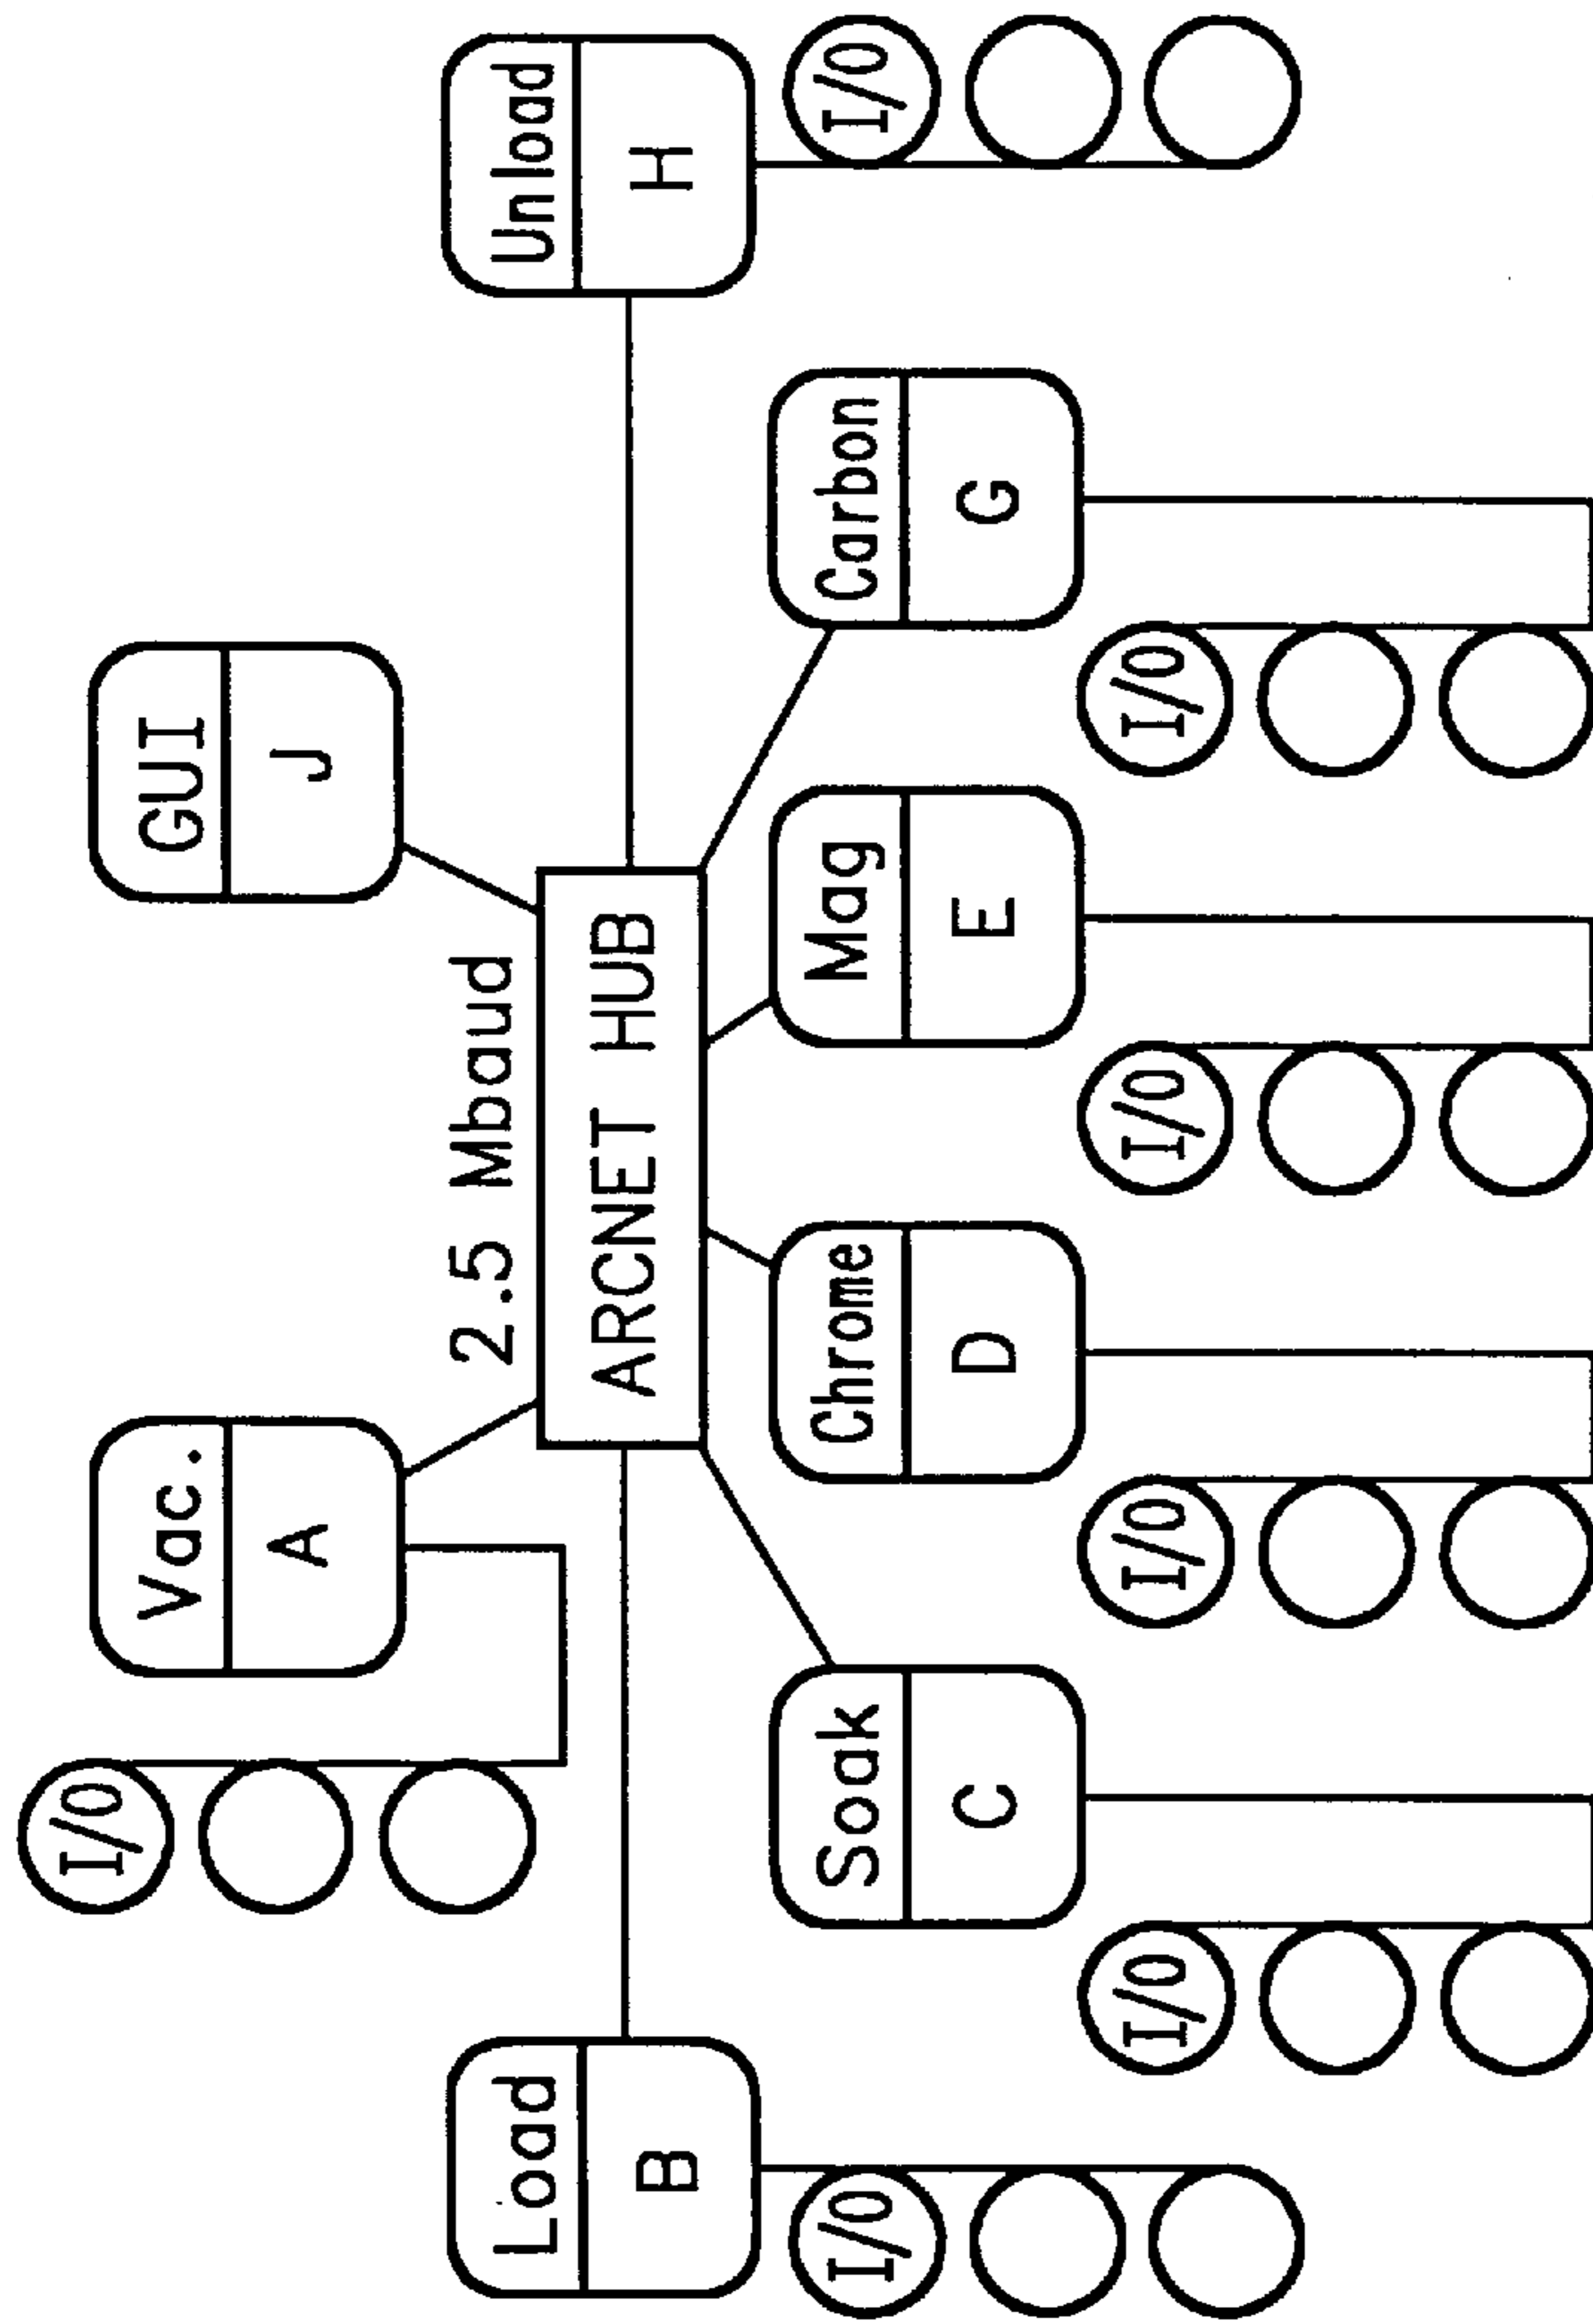 Vac.
A
GUI
J
I/O
2.5 Mbaud
ARCNET HUB
Load
B
I/O
Unload
H
I/O
Soak
C
I/O
Chrome
D
I/O
Mag
E
I/O
Carbon
G
I/O